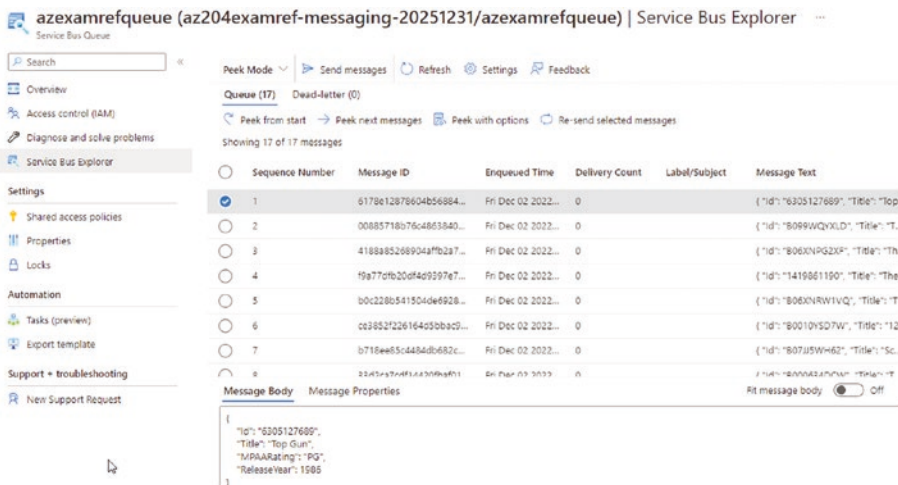 azexamrefqueue (az204examref-messaging-20251231/azexamrefqueue) | Service Bus Explorer ...
Service Bus Queue
Search
Overview
Access control (IAM)
Diagnose and solve problems
Service Bus Explorer
Settings
Shared access policies
Properties
Locks
Automation
Tasks (preview)
Export template
Support + troubleshooting
New Support Request
Peek Mode Send messages Refresh Settings Feedback
Queue (17) Dead-letter (0)
Peek from start Peek next messages Peek with options Re-send selected messages
Showing 17 of 17 messages
Sequence Number Message ID Enqueued Time Delivery Count Label/Subject Message Text
1 6178e12878604b56884... Fri Dec 02 2022... 0 { "Id": "6305127689", "Title": "Top
2 00885718b76c4863840... Fri Dec 02 2022... 0 { "Id": "B099WQYXLD", "Title": "T...
3 4188a85268904affb2a7... Fri Dec 02 2022... 0 { "Id": "B06XNPG2XF", "Title": "Th
4 f9a77dfb20df4d9397e7... Fri Dec 02 2022... 0 { "Id": "1419861190", "Title": "The
5 b0c228b541504de6928... Fri Dec 02 2022... 0 { "Id": "B06XNRW1VQ", "Title": "T
6 ce3852f226164d5bbac9... Fri Dec 02 2022... 0 { "Id": "B0010YSD7W", "Title": "12
7 b718ee85c4484db682c... Fri Dec 02 2022... 0 { "Id": "B07JJ5WH62", "Title": "Sc...
8 Fri Dec 02 2022... 0
Message Body Message Properties Fit message body Off
{
"Id": "6305127689",
"Title": "Top Gun",
"MPAARating": "PG",
"ReleaseYear": 1986
}